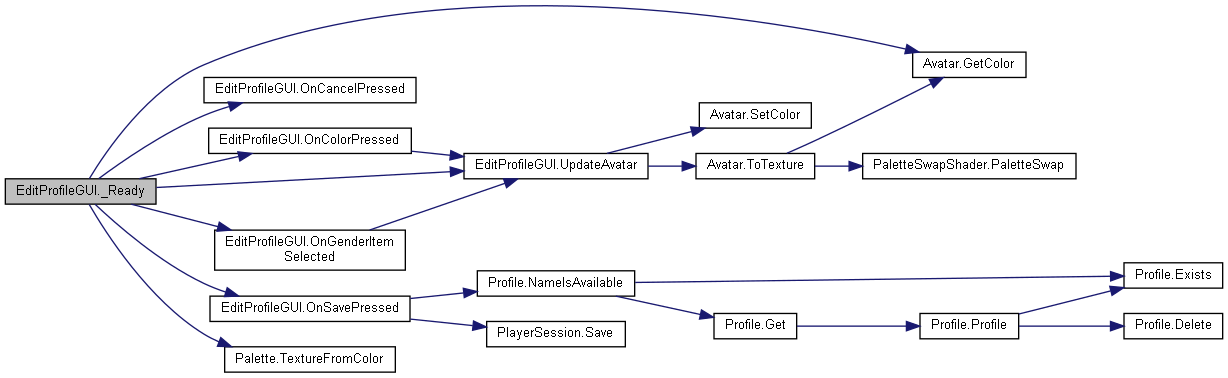 EditProfileGUI._Ready
EditProfileGUI.OnCancelPressed
EditProfileGUI.OnColorPressed
EditProfileGUI.OnGenderItem
Selected
EditProfileGUI.OnSavePressed
Palette.TextureFromColor
EditProfileGUI.UpdateAvatar
Profile.NameIsAvailable
PlayerSession.Save
Avatar.SetColor
Avatar.ToTexture
Profile.Get
Avatar.GetColor
PaletteSwapShader.PaletteSwap
Profile.Profile
Profile.Exists
Profile.Delete